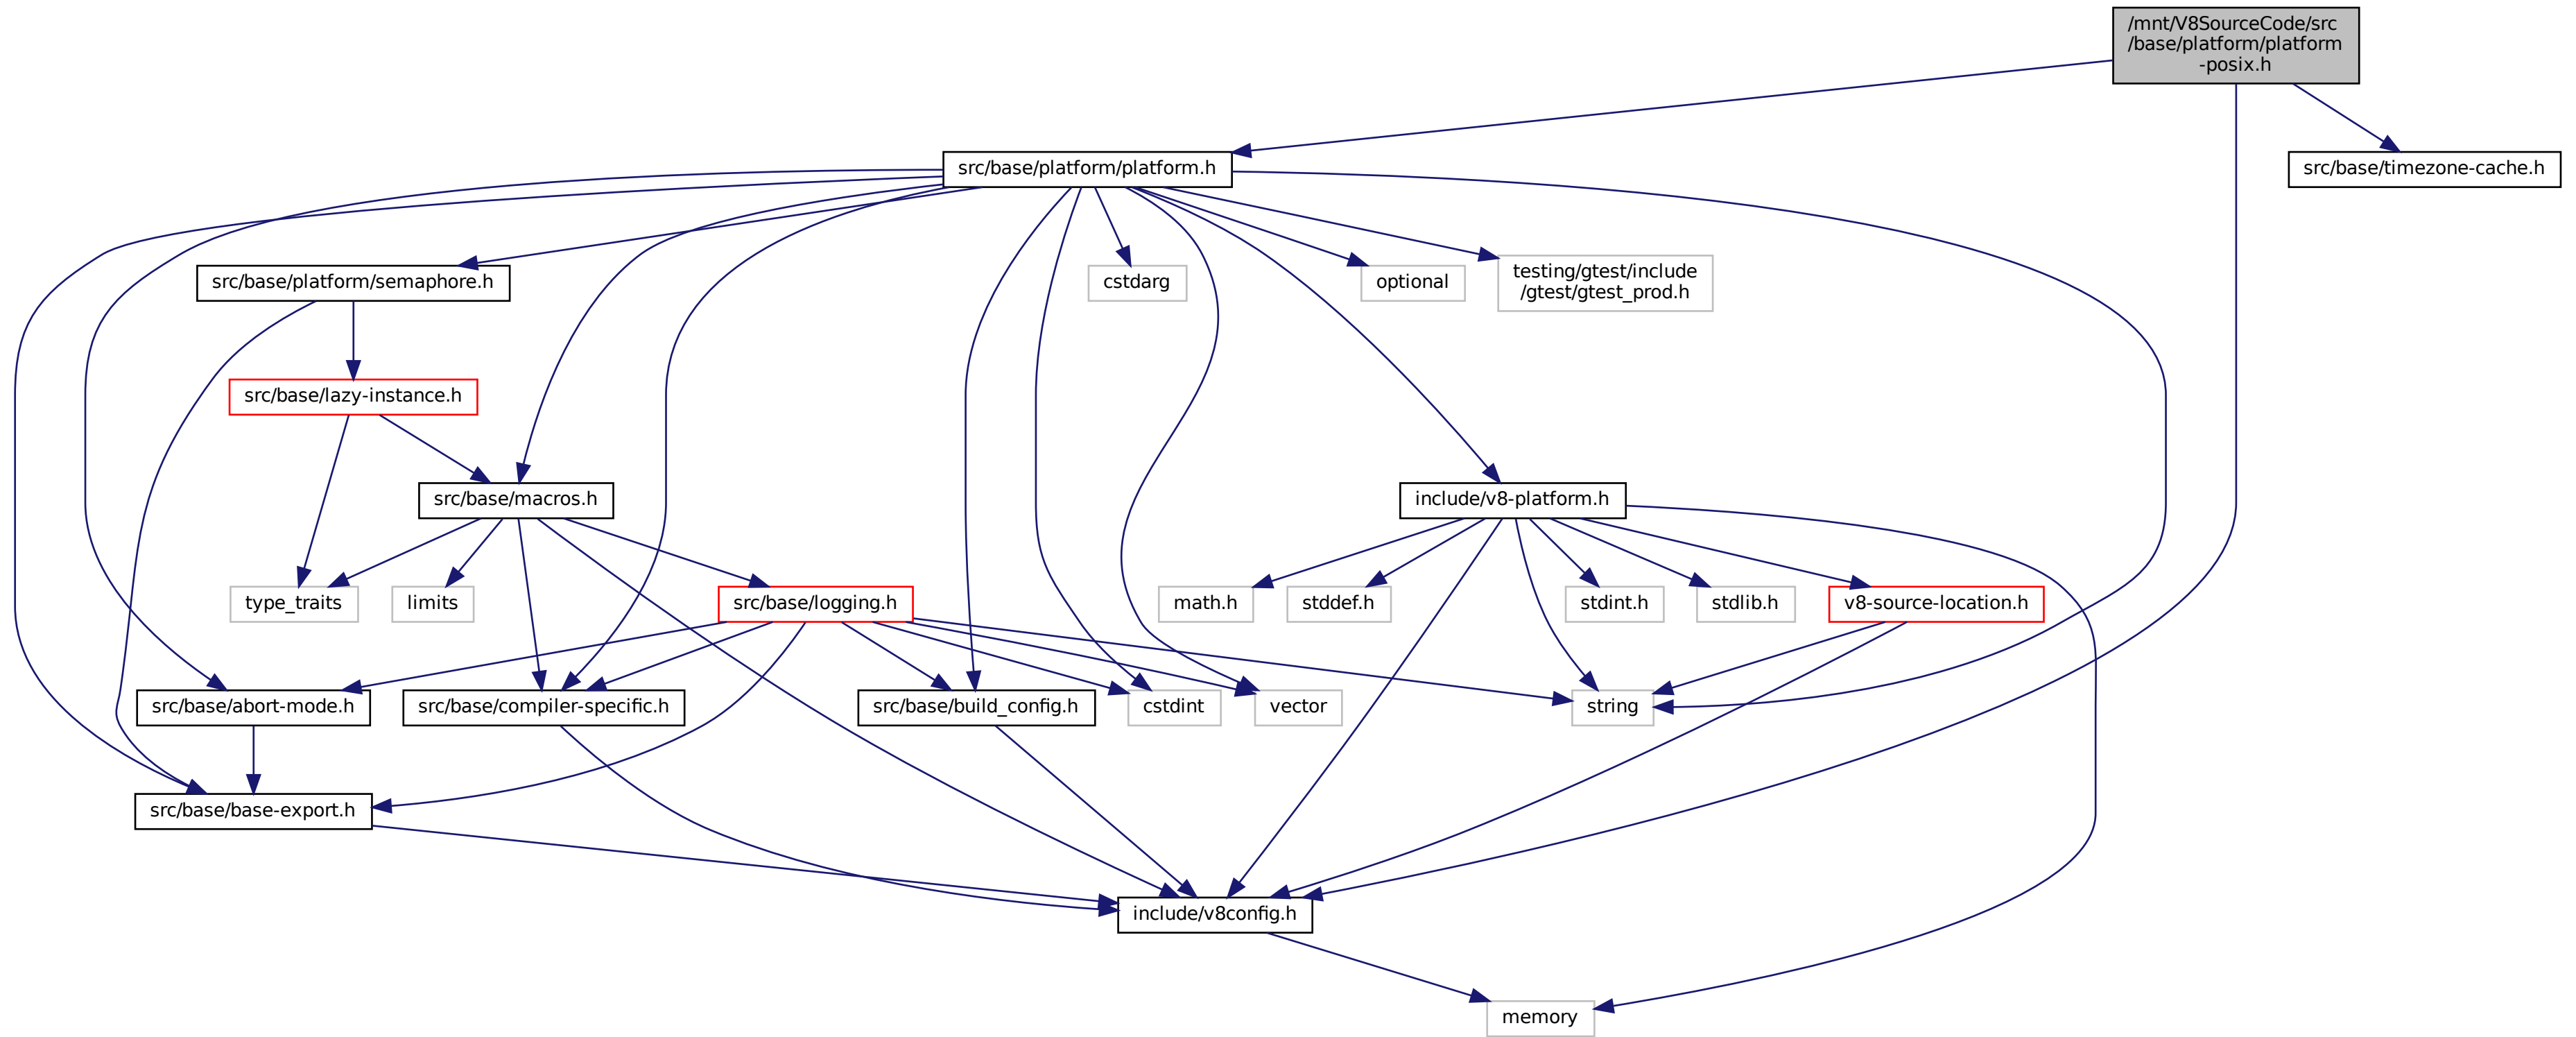 /mnt/V8SourceCode/src
/base/platform/platform
-posix.h
src/base/platform/platform.h
src/base/timezone-cache.h
src/base/platform/semaphore.h
cstdarg
optional
testing/gtest/include
/gtest/gtest_prod.h
src/base/lazy-instance.h
src/base/macros.h
include/v8-platform.h
type_traits
limits
src/base/logging.h
math.h
stddef.h
stdint.h
stdlib.h
v8-source-location.h
src/base/abort-mode.h
src/base/compiler-specific.h
src/base/build_config.h
cstdint
vector
string
src/base/base-export.h
include/v8config.h
memory